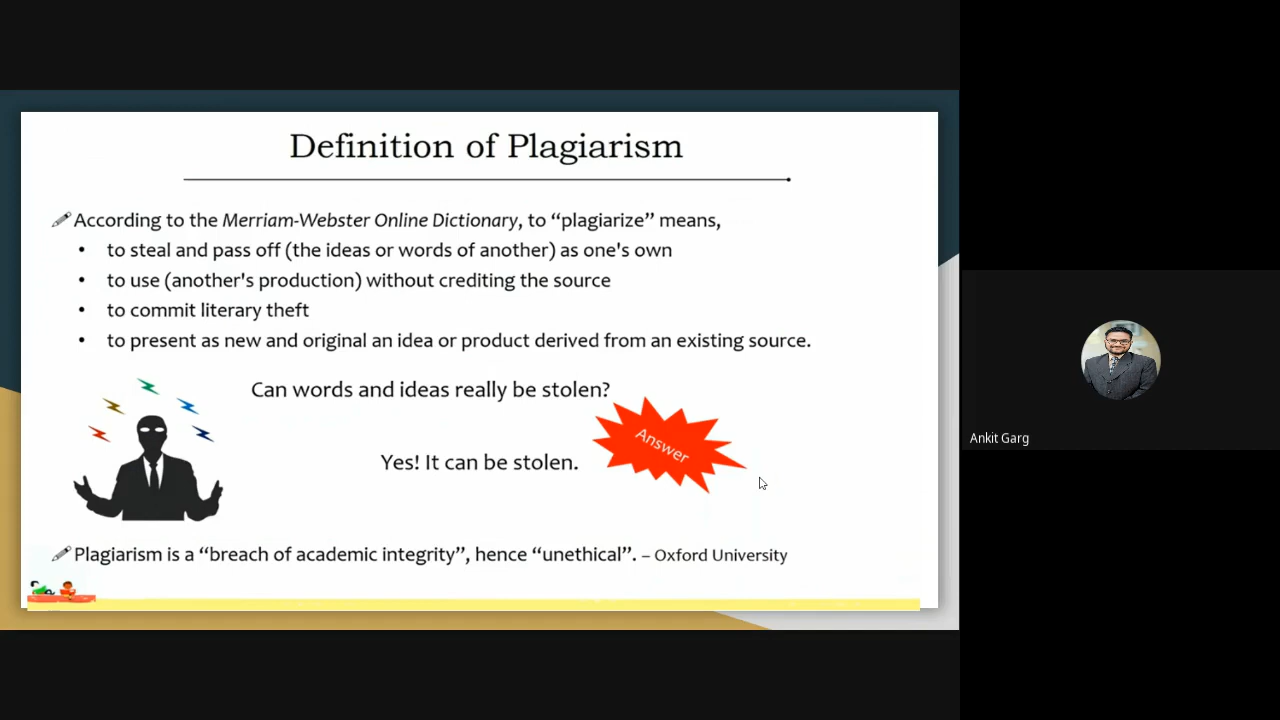 Definition of Plagiarism
According to the Merriam-Webster Online Dictionary, to “plagiarize” means,
• to steal and pass off (the ideas or words of another) as one's own
• to use (another's production) without crediting the source
• to commit literary theft
• to present as new and original an idea or product derived from an existing source.
Can words and ideas really be stolen?
Answer
Yes! It can be stolen.
Plagiarism is a “breach of academic integrity”, hence “unethical”. – Oxford University
Ankit Garg